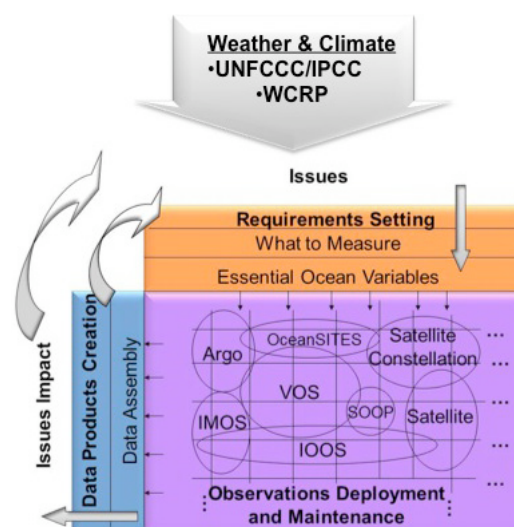 Weather & Climate
•UNFCCC/IPCC
•WCRP
Issues
Requirements Setting
What to Measure
Essential Ocean Variables
Issues Impact
Data Products Creation
Data Assembly
Argo
OceanSITES
Satellite
Constellation
...
...
VOS
IMOS
SOOP
Satellite
...
IOOS
...
Observations Deployment
and Maintenance